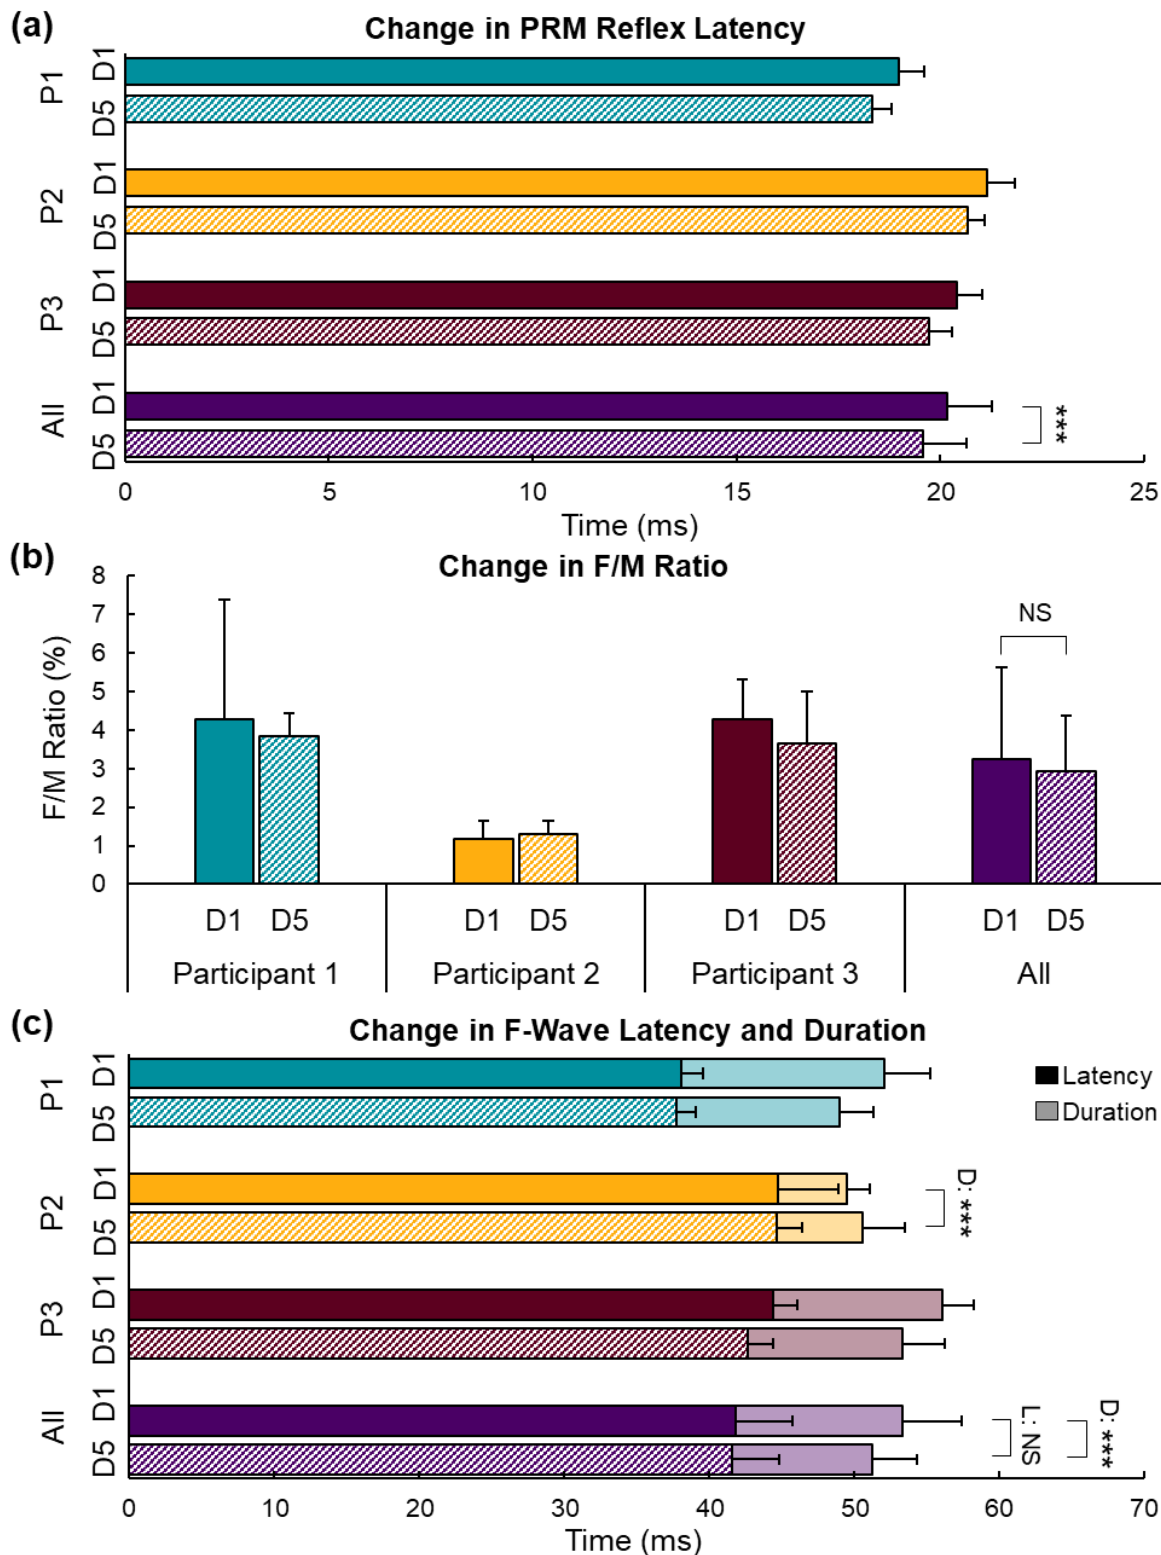 (a) Change in PRM Reflex Latency
P1 D1
D5
P2 D1
D5
P3 D1
D5
All D1
D5
***
0 5 10 15 20 25
Time (ms)
(b) Change in F/M Ratio
F/M Ratio (%)
8
7
6
5
4
3
2
1
0
NS
D1 D5 D1 D5 D1 D5 D1 D5
Participant 1 Participant 2 Participant 3 All
(c) Change in F-Wave Latency and Duration
P1 D1
D5
P2 D1
D5
P3 D1
D5
All D1
D5
Latency
Duration
D: ***
L: NS
D: ***
0 10 20 30 40 50 60 70
Time (ms)